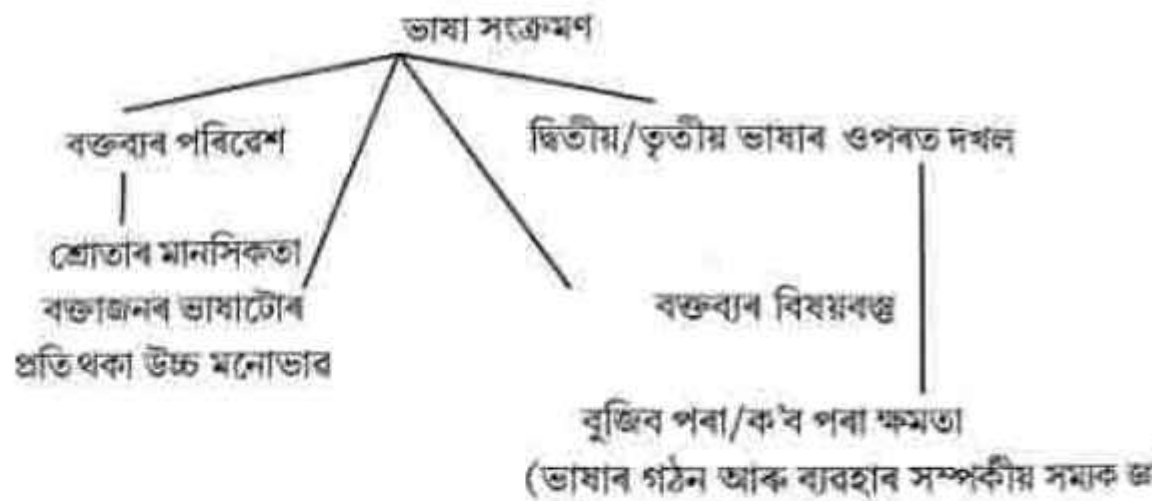 ভাষা সংক্ৰমণ
বক্তব্যৰ পৰিৱেশ
দ্বিতীয়/তৃতীয় ভাষাৰ ওপৰত দখল
শ্ৰোতাৰ মানসিকতা
বক্তাজনৰ ভাষাটোৰ
প্ৰতি থকা উচ্চ মনোভাৱ
বক্তব্যৰ বিষয়বস্তু
বুজিব পৰা/ক'ব পৰা ক্ষমতা
(ভাষাৰ গঠন আৰু ব্যৱহাৰ সম্পৰ্কীয় সম্যক